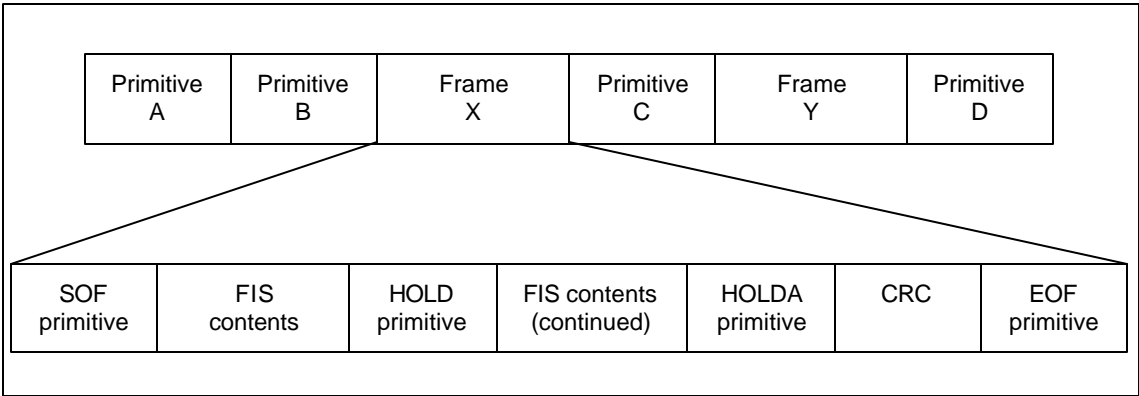 Primitive
A
Primitive
B
Frame
X
Primitive
C
Frame
Y
Primitive
D
SOF
primitive
FIS
contents
HOLD
primitive
FIS contents
(continued)
HOLDA
primitive
CRC
EOF
primitive